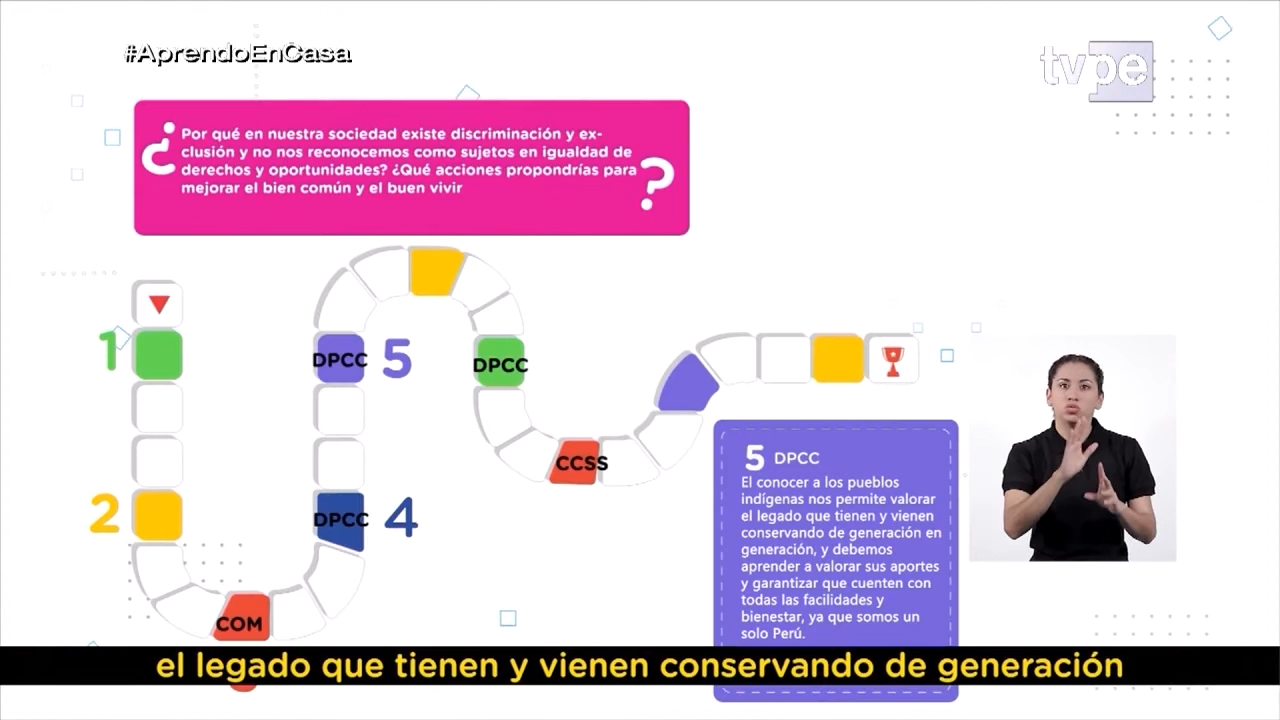 #AprendoEnCasa
tvpe
¿
Por qué en nuestra sociedad existe discriminación y ex-
clusión y no nos reconocemos como sujetos en igualdad de
derechos y oportunidades? ¿Qué acciones propondrías para
mejorar el bien común y el buen vivir
?
1
DPCC 5
DPCC
2
DPCC 4
CCSS
COM
5 DPCC
El conocer a los pueblos
indígenas nos permite valorar
el legado que tienen y vienen
conservando de generación en
generación, y debemos
aprender a valorar sus aportes
y garantizar que cuenten con
todas las facilidades y
bienestar, ya que somos un
solo Perú.
el legado que tienen y vienen conservando de generación